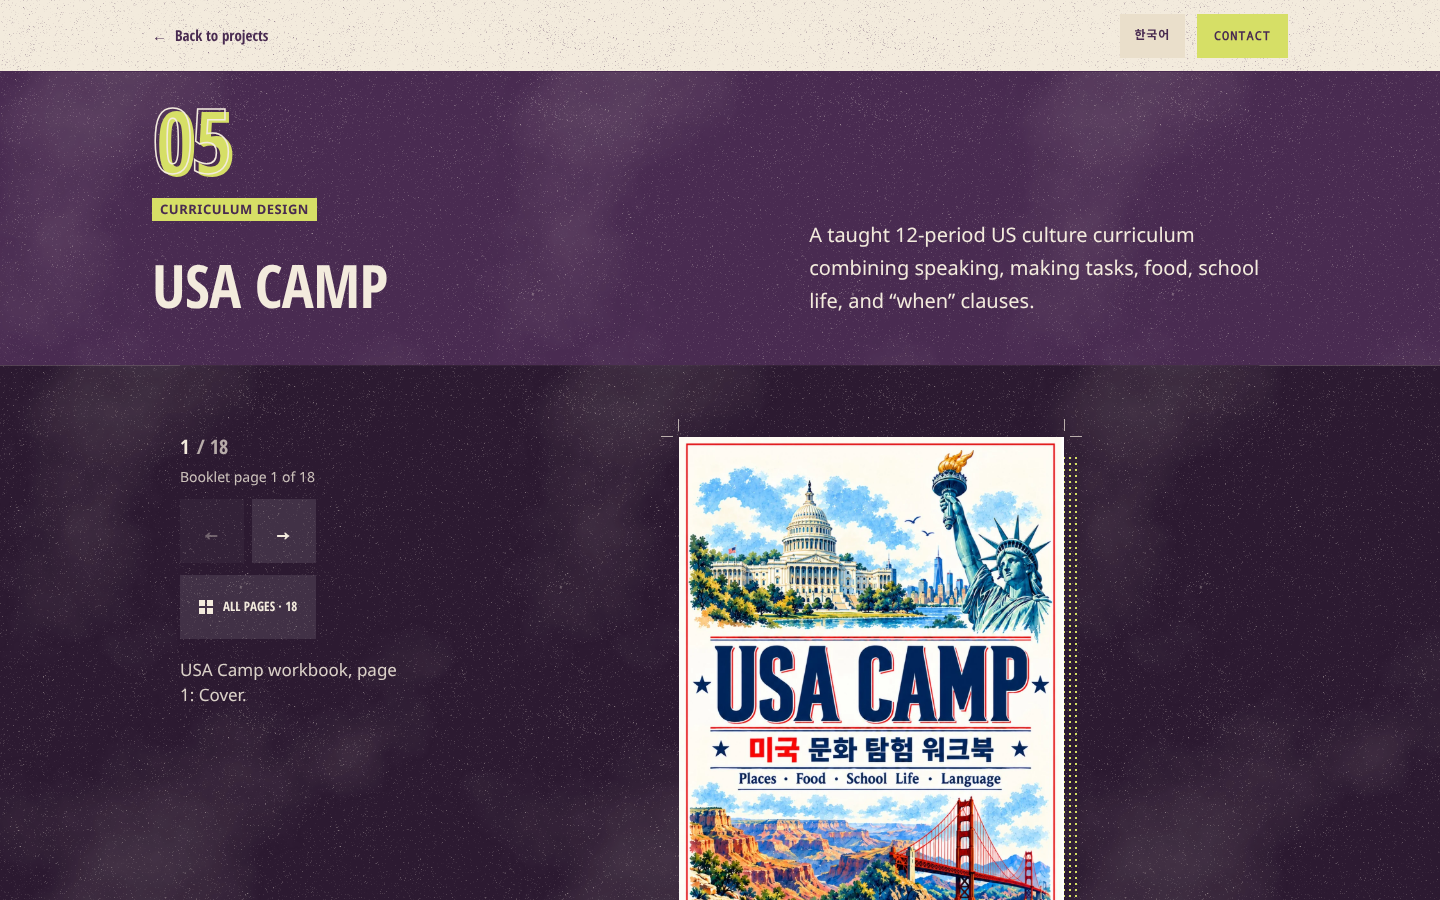 ← Back to projects
한국어
CONTACT
05
CURRICULUM DESIGN
USA CAMP
A taught 12-period US culture curriculum
combining speaking, making tasks, food, school
life, and “when” clauses.
1 / 18
Booklet page 1 of 18
← →
ALL PAGES · 18
USA Camp workbook, page
1: Cover.
★ USA CAMP ★
★ 미국 문화 탐험 워크북 ★
Places · Food · School Life · Language